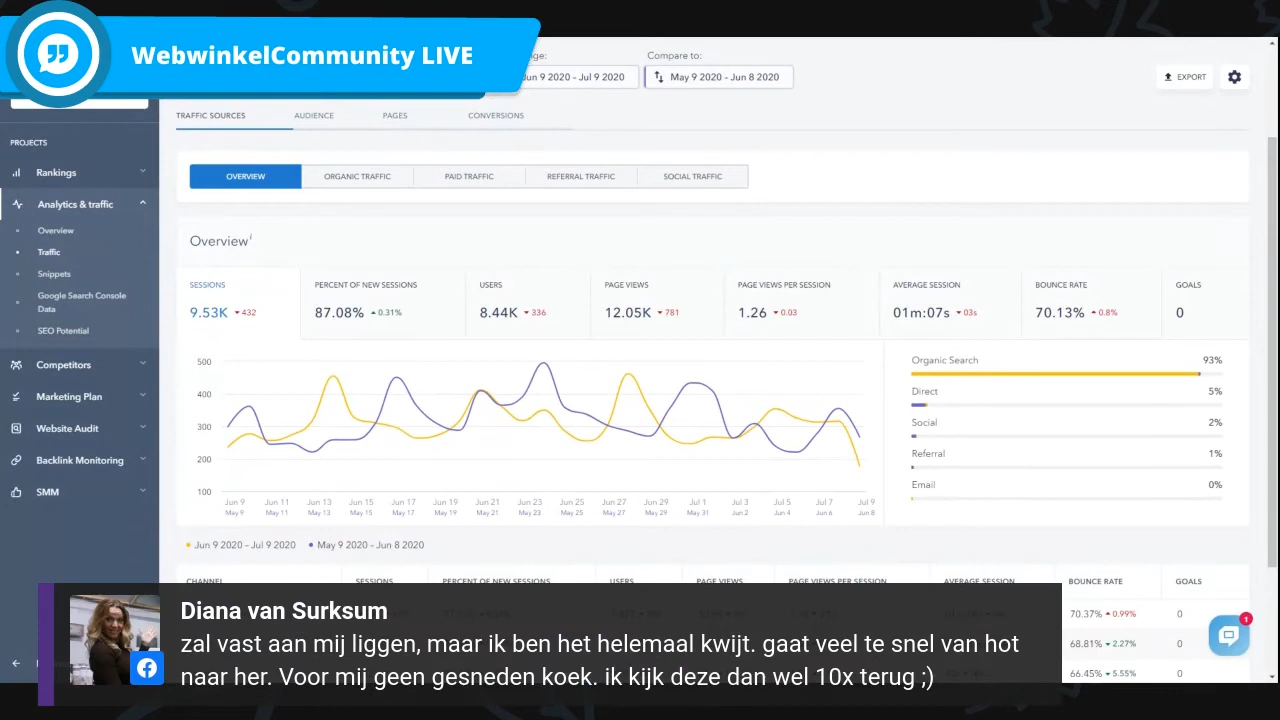 WebwinkelCommunity LIVE
Compare to:
Jun 9 2020 - Jul 9 2020
May 9 2020 - Jun 8 2020
EXPORT
TRAFFIC SOURCES
AUDIENCE
PAGES
CONVERSIONS
PROJECTS
Rankings
Analytics & traffic
Overview
Traffic
Snippets
Google Search Console
Data
SEO Potential
Competitors
Marketing Plan
Website Audit
Backlink Monitoring
SMM
OVERVIEW
ORGANIC TRAFFIC
PAID TRAFFIC
REFERRAL TRAFFIC
SOCIAL TRAFFIC
Overview i
SESSIONS
9.53K 432
PERCENT OF NEW SESSIONS
87.08% 0.31%
USERS
8.44K 336
PAGE VIEWS
12.05K 781
PAGE VIEWS PER SESSION
1.26 0.03
AVERAGE SESSION
01m:07s 03s
BOUNCE RATE
70.13% 0.8%
GOALS
0
500
400
300
200
100
Jun 9 Jun 11 Jun 13 Jun 15 Jun 17 Jun 19 Jun 21 Jun 23 Jun 25 Jun 27 Jun 29 Jul 1 Jul 3 Jul 5 Jul 7 Jul 9
May 9 May 11 May 13 May 15 May 17 May 19 May 21 May 23 May 25 May 27 May 29 May 31 Jun 2 Jun 4 Jun 6 Jun 8
Organic Search 93%
Direct 5%
Social 2%
Referral 1%
Email 0%
Jun 9 2020 - Jul 9 2020 May 9 2020 - Jun 8 2020
CHANNEL SESSIONS PERCENT OF NEW SESSIONS USERS PAGE VIEWS PAGE VIEWS PER SESSION AVERAGE SESSION BOUNCE RATE GOALS
70.37% 0.99% 0
68.81% 2.27% 0
66.45% 5.55% 0
1
Diana van Surksum
zal vast aan mij liggen, maar ik ben het helemaal kwijt. gaat veel te snel van hot
naar her. Voor mij geen gesneden koek. ik kijk deze dan wel 10x terug ;)